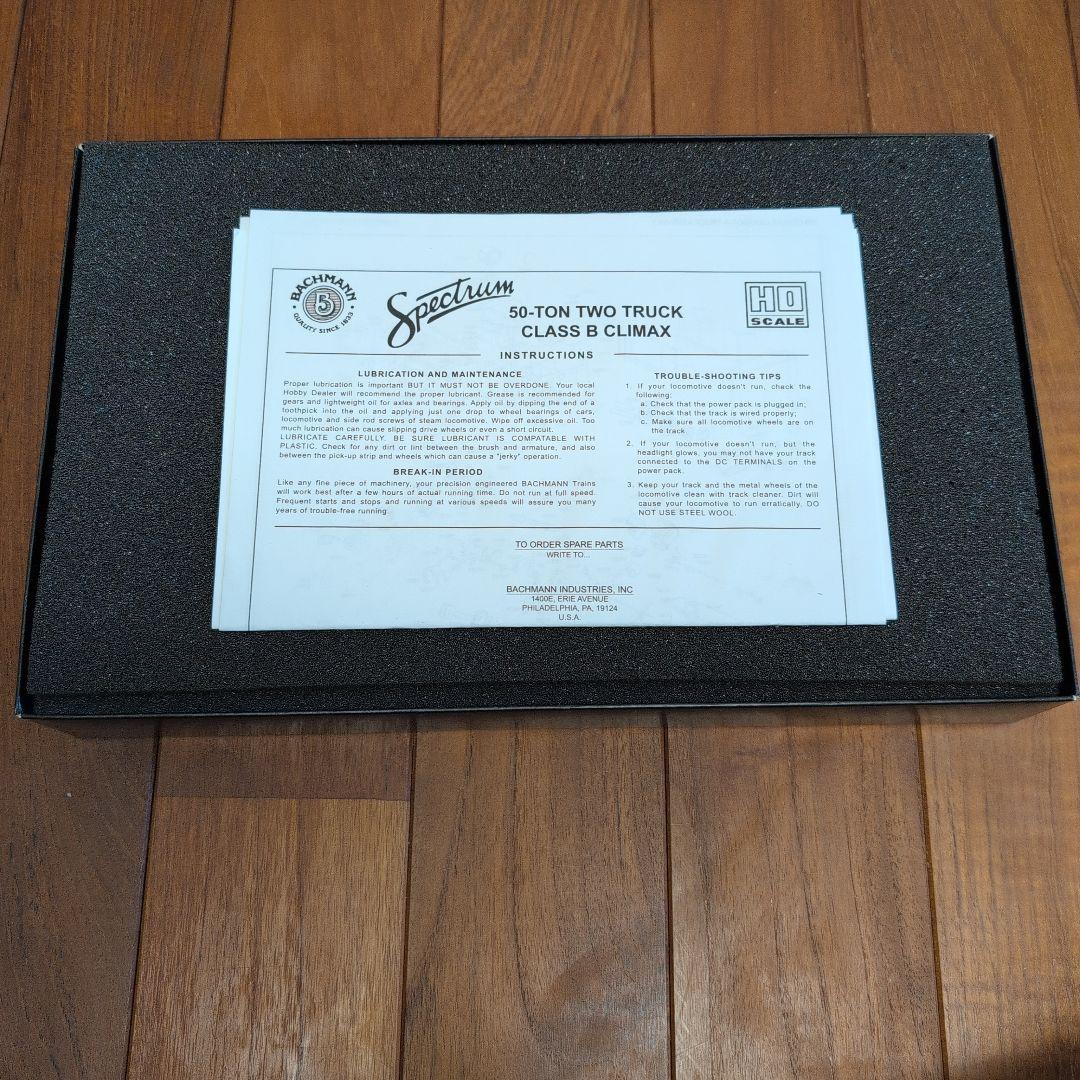 BACHMANN
QUALITY SINCE 1833
Spectrum
50-TON TWO TRUCK
CLASS B CLIMAX
HO
SCALE
INSTRUCTIONS
LUBRICATION AND MAINTENANCE
Proper lubrication is important BUT IT MUST NOT BE OVERDONE. Your local
Hobby Dealer will recommend the proper lubricant. Grease is recommended for
gears and lightweight oil for axles and bearings. Apply oil by dipping the end of a
toothpick into the oil and applying just one drop to wheel bearings of cars,
locomotive and side rod screws of steam locomotive. Wipe off excessive oil. Too
much lubrication can cause slipping drive wheels or even a short circuit.
LUBRICATE CAREFULLY. BE SURE LUBRICANT IS COMPATABLE WITH
PLASTIC. Check for any dirt or lint between the brush and armature, and also
between the pick-up strip and wheels which can cause a "jerky" operation.
BREAK-IN PERIOD
Like any fine piece of machinery, your precision engineered BACHMANN Trains
will work best after a few hours of actual running time. Do not run at full speed.
Frequent starts and stops and running at various speeds will assure you many
years of trouble-free running.
TROUBLE-SHOOTING TIPS
1. If your locomotive doesn't run, check the
following:
a. Check that the power pack is plugged in;
b. Check that the track is wired properly;
c. Make sure all locomotive wheels are on
the track.
2. If your locomotive doesn't run, but the
headlight glows, you may not have your track
connected to the DC TERMINALS on the
power pack.
3. Keep your track and the metal wheels of the
locomotive clean with track cleaner. Dirt will
cause your locomotive to run erratically. DO
NOT USE STEEL WOOL.
TO ORDER SPARE PARTS
WRITE TO...
BACHMANN INDUSTRIES, INC
1400E, ERIE AVENUE
PHILADELPHIA, PA, 19124
U.S.A.